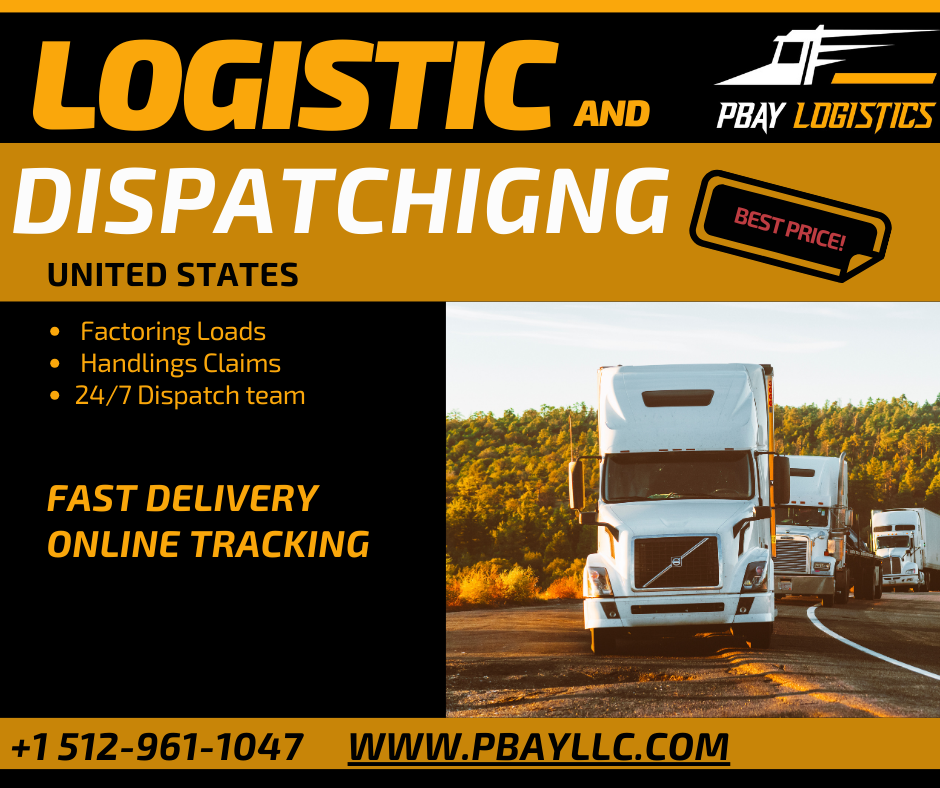 LOGISTIC AND
PBAY LOGISTICS
DISPATCHIGNG
BEST PRICE!
UNITED STATES
• Factoring Loads
• Handlings Claims
• 24/7 Dispatch team
FAST DELIVERY
ONLINE TRACKING
+1 512-961-1047 WWW.PBAYLLC.COM